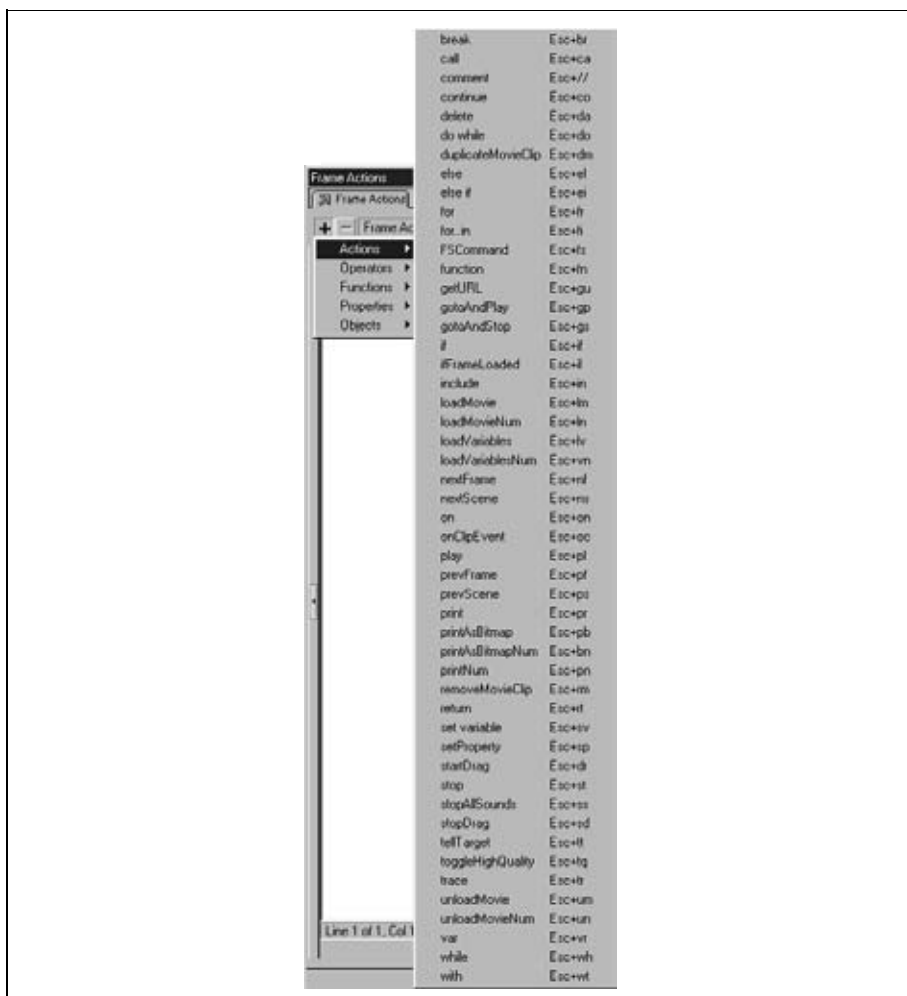 Frame Actions
Frame Actions
+ - Frame Ac
Actions
Operators
Functions
Properties
Objects
break Esc+br
call Esc+ca
comment Esc+//
continue Esc+co
delete Esc+da
do while Esc+do
duplicateMovieClip Esc+dm
else Esc+el
else if Esc+ei
for Esc+fr
for..in Esc+fi
FSCommand Esc+fs
function Esc+fn
getURL Esc+gu
gotoAndPlay Esc+gp
gotoAndStop Esc+gs
if Esc+if
ifFrameLoaded Esc+il
include Esc+in
loadMovie Esc+lm
loadMovieNum Esc+ln
loadVariables Esc+lv
loadVariablesNum Esc+vn
nextFrame Esc+nf
nextScene Esc+ns
on Esc+on
onClipEvent Esc+oc
play Esc+pl
prevFrame Esc+pf
prevScene Esc+ps
print Esc+pr
printAsBitmap Esc+pb
printAsBitmapNum Esc+bn
printNum Esc+pn
removeMovieClip Esc+rm
return Esc+rt
set variable Esc+sv
setProperty Esc+sp
startDrag Esc+dr
stop Esc+st
stopAllSounds Esc+ss
stopDrag Esc+sd
tellTarget Esc+tt
toggleHighQuality Esc+tq
trace Esc+tr
unloadMovie Esc+um
unloadMovieNum Esc+un
var Esc+vr
while Esc+wh
with Esc+wt
Line 1 of 1, Col 1